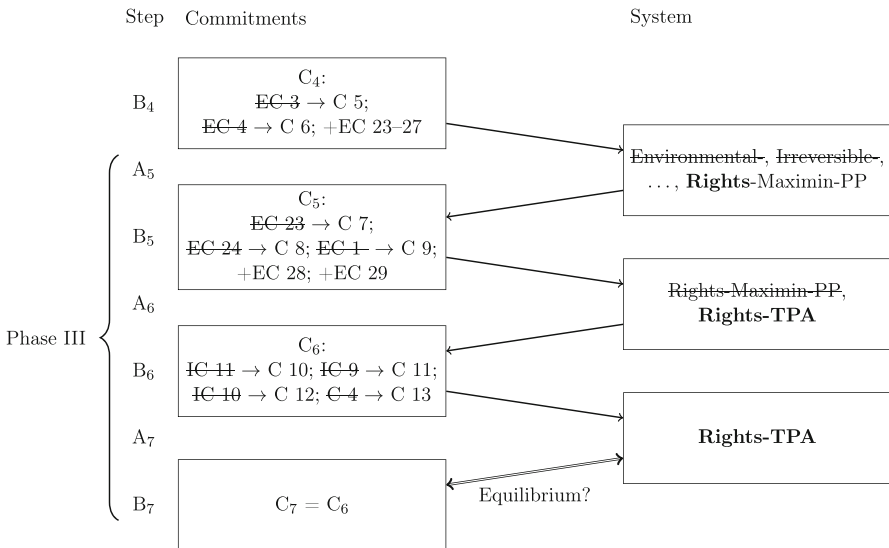 Step Commitments System
C₄:
B₄ ~~EC 3~~ → C 5;
~~EC 4~~ → C 6; +EC 23–27
~~Environmental-~~, ~~Irreversible-~~,
A₅
…, **Rights**-Maximin-PP
C₅:
~~EC 23~~ → C 7;
B₅
~~EC 24~~ → C 8; ~~EC 1~~ → C 9;
+EC 28; +EC 29
~~Rights-Maximin-PP~~,
A₆
**Rights-TPA**
Phase III
C₆:
B₆ ~~IC 11~~ → C 10; ~~IC 9~~ → C 11;
~~IC 10~~ → C 12; ~~C 4~~ → C 13
A₇ **Rights-TPA**
Equilibrium?
B₇ C₇ = C₆